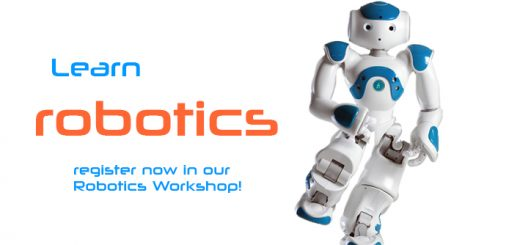 Learn
robotics
register now in our
Robotics Workshop!